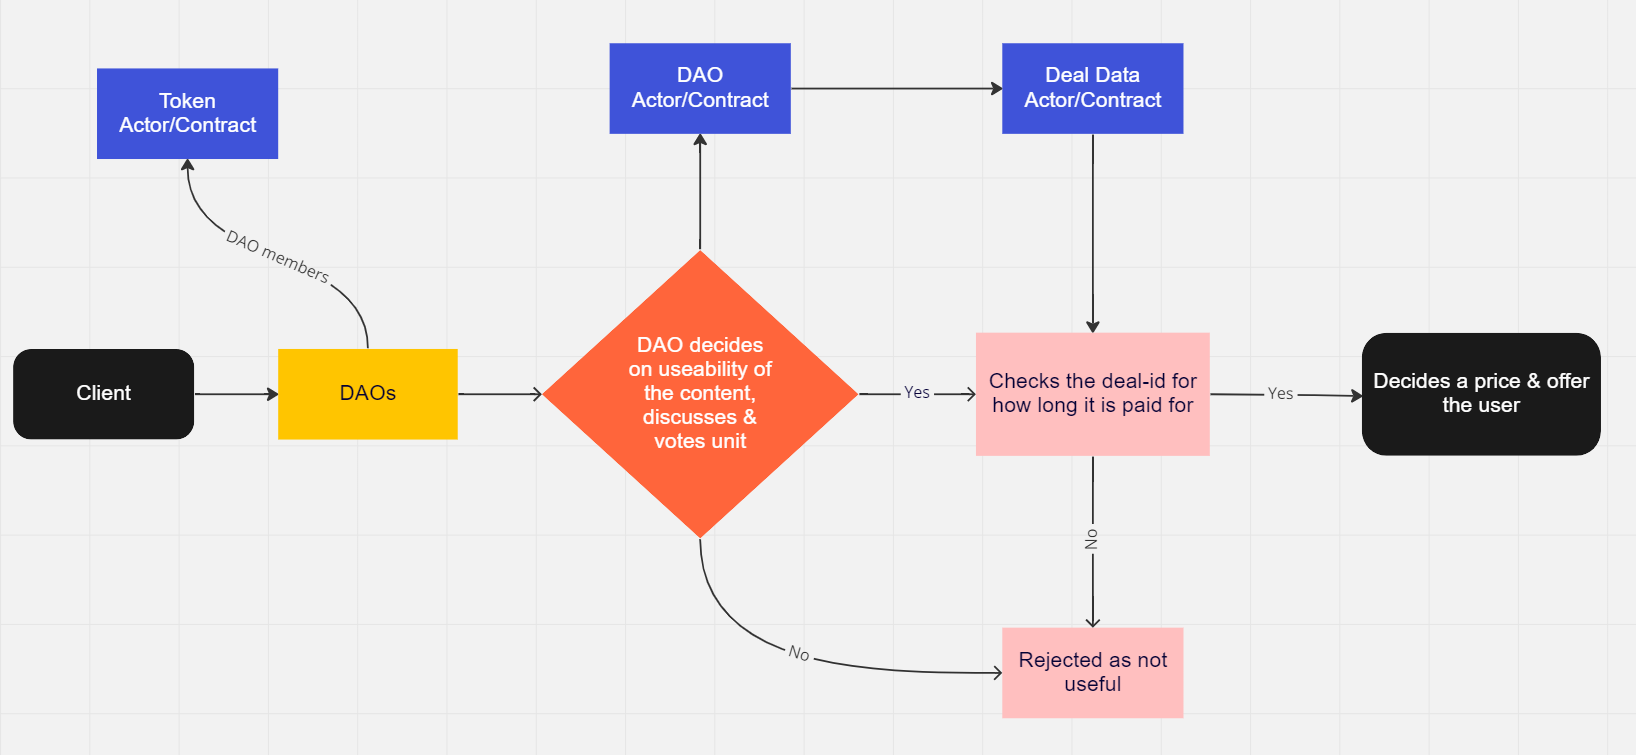 DAO
Actor/Contract
Deal Data
Actor/Contract
Token
Actor/Contract
DAO members
Client
DAOs
DAO decides
on useability of
the content,
discusses &
votes unit
Yes
Checks the deal-id for
how long it is paid for
Yes
Decides a price & offer
the user
No
No
Rejected as not
useful